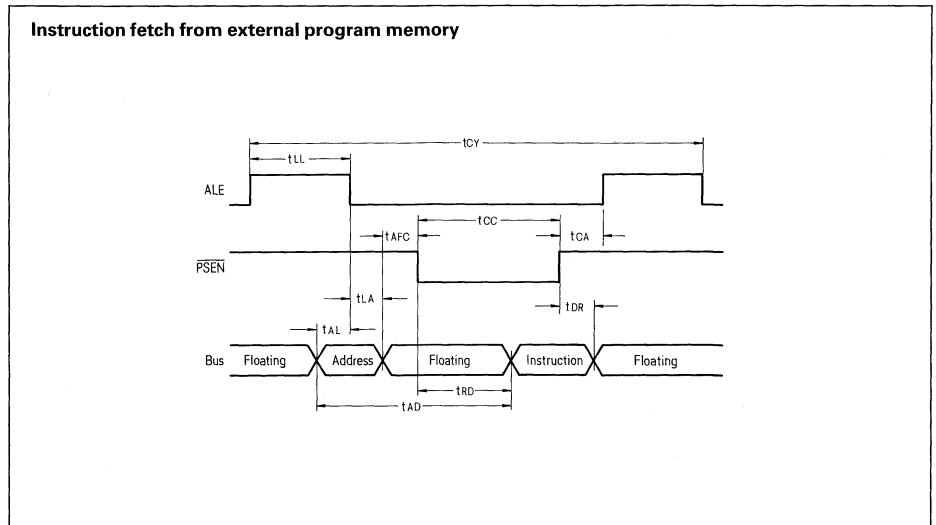 Instruction fetch from external program memory
tCY
tLL
ALE
tCC
tAFC
tCA
PSEN
tLA
tDR
tAL
Bus Floating Address Floating Instruction Floating
tRD
tAD